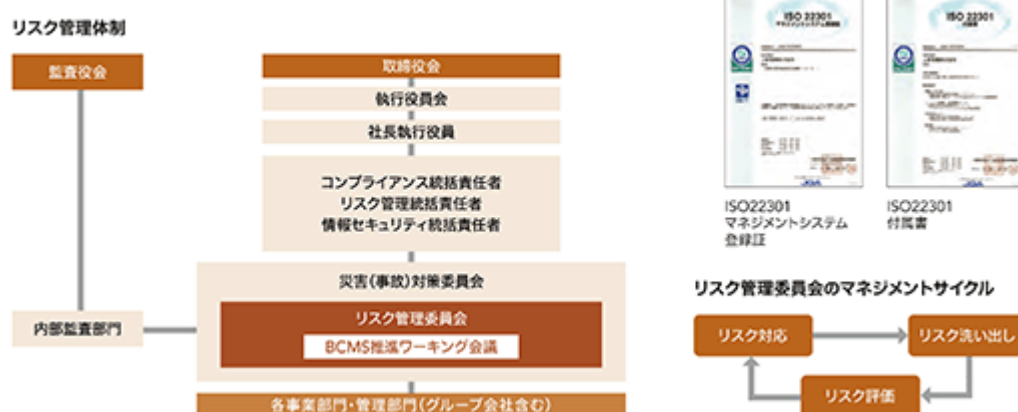 リスク管理体制
監査役会
取締役会
執行役員会
社長執行役員
コンプライアンス統括責任者
リスク管理統括責任者
情報セキュリティ統括責任者
災害(事故)対策委員会
リスク管理委員会
BCMS推進ワーキング会議
内部監査部門
各事業部門・管理部門(グループ会社含む)
ISO 22301
ISO 22301
ISO22301
マネジメントシステム
登録証
ISO22301
付属書
リスク管理委員会のマネジメントサイクル
リスク対応
リスク洗い出し
リスク評価